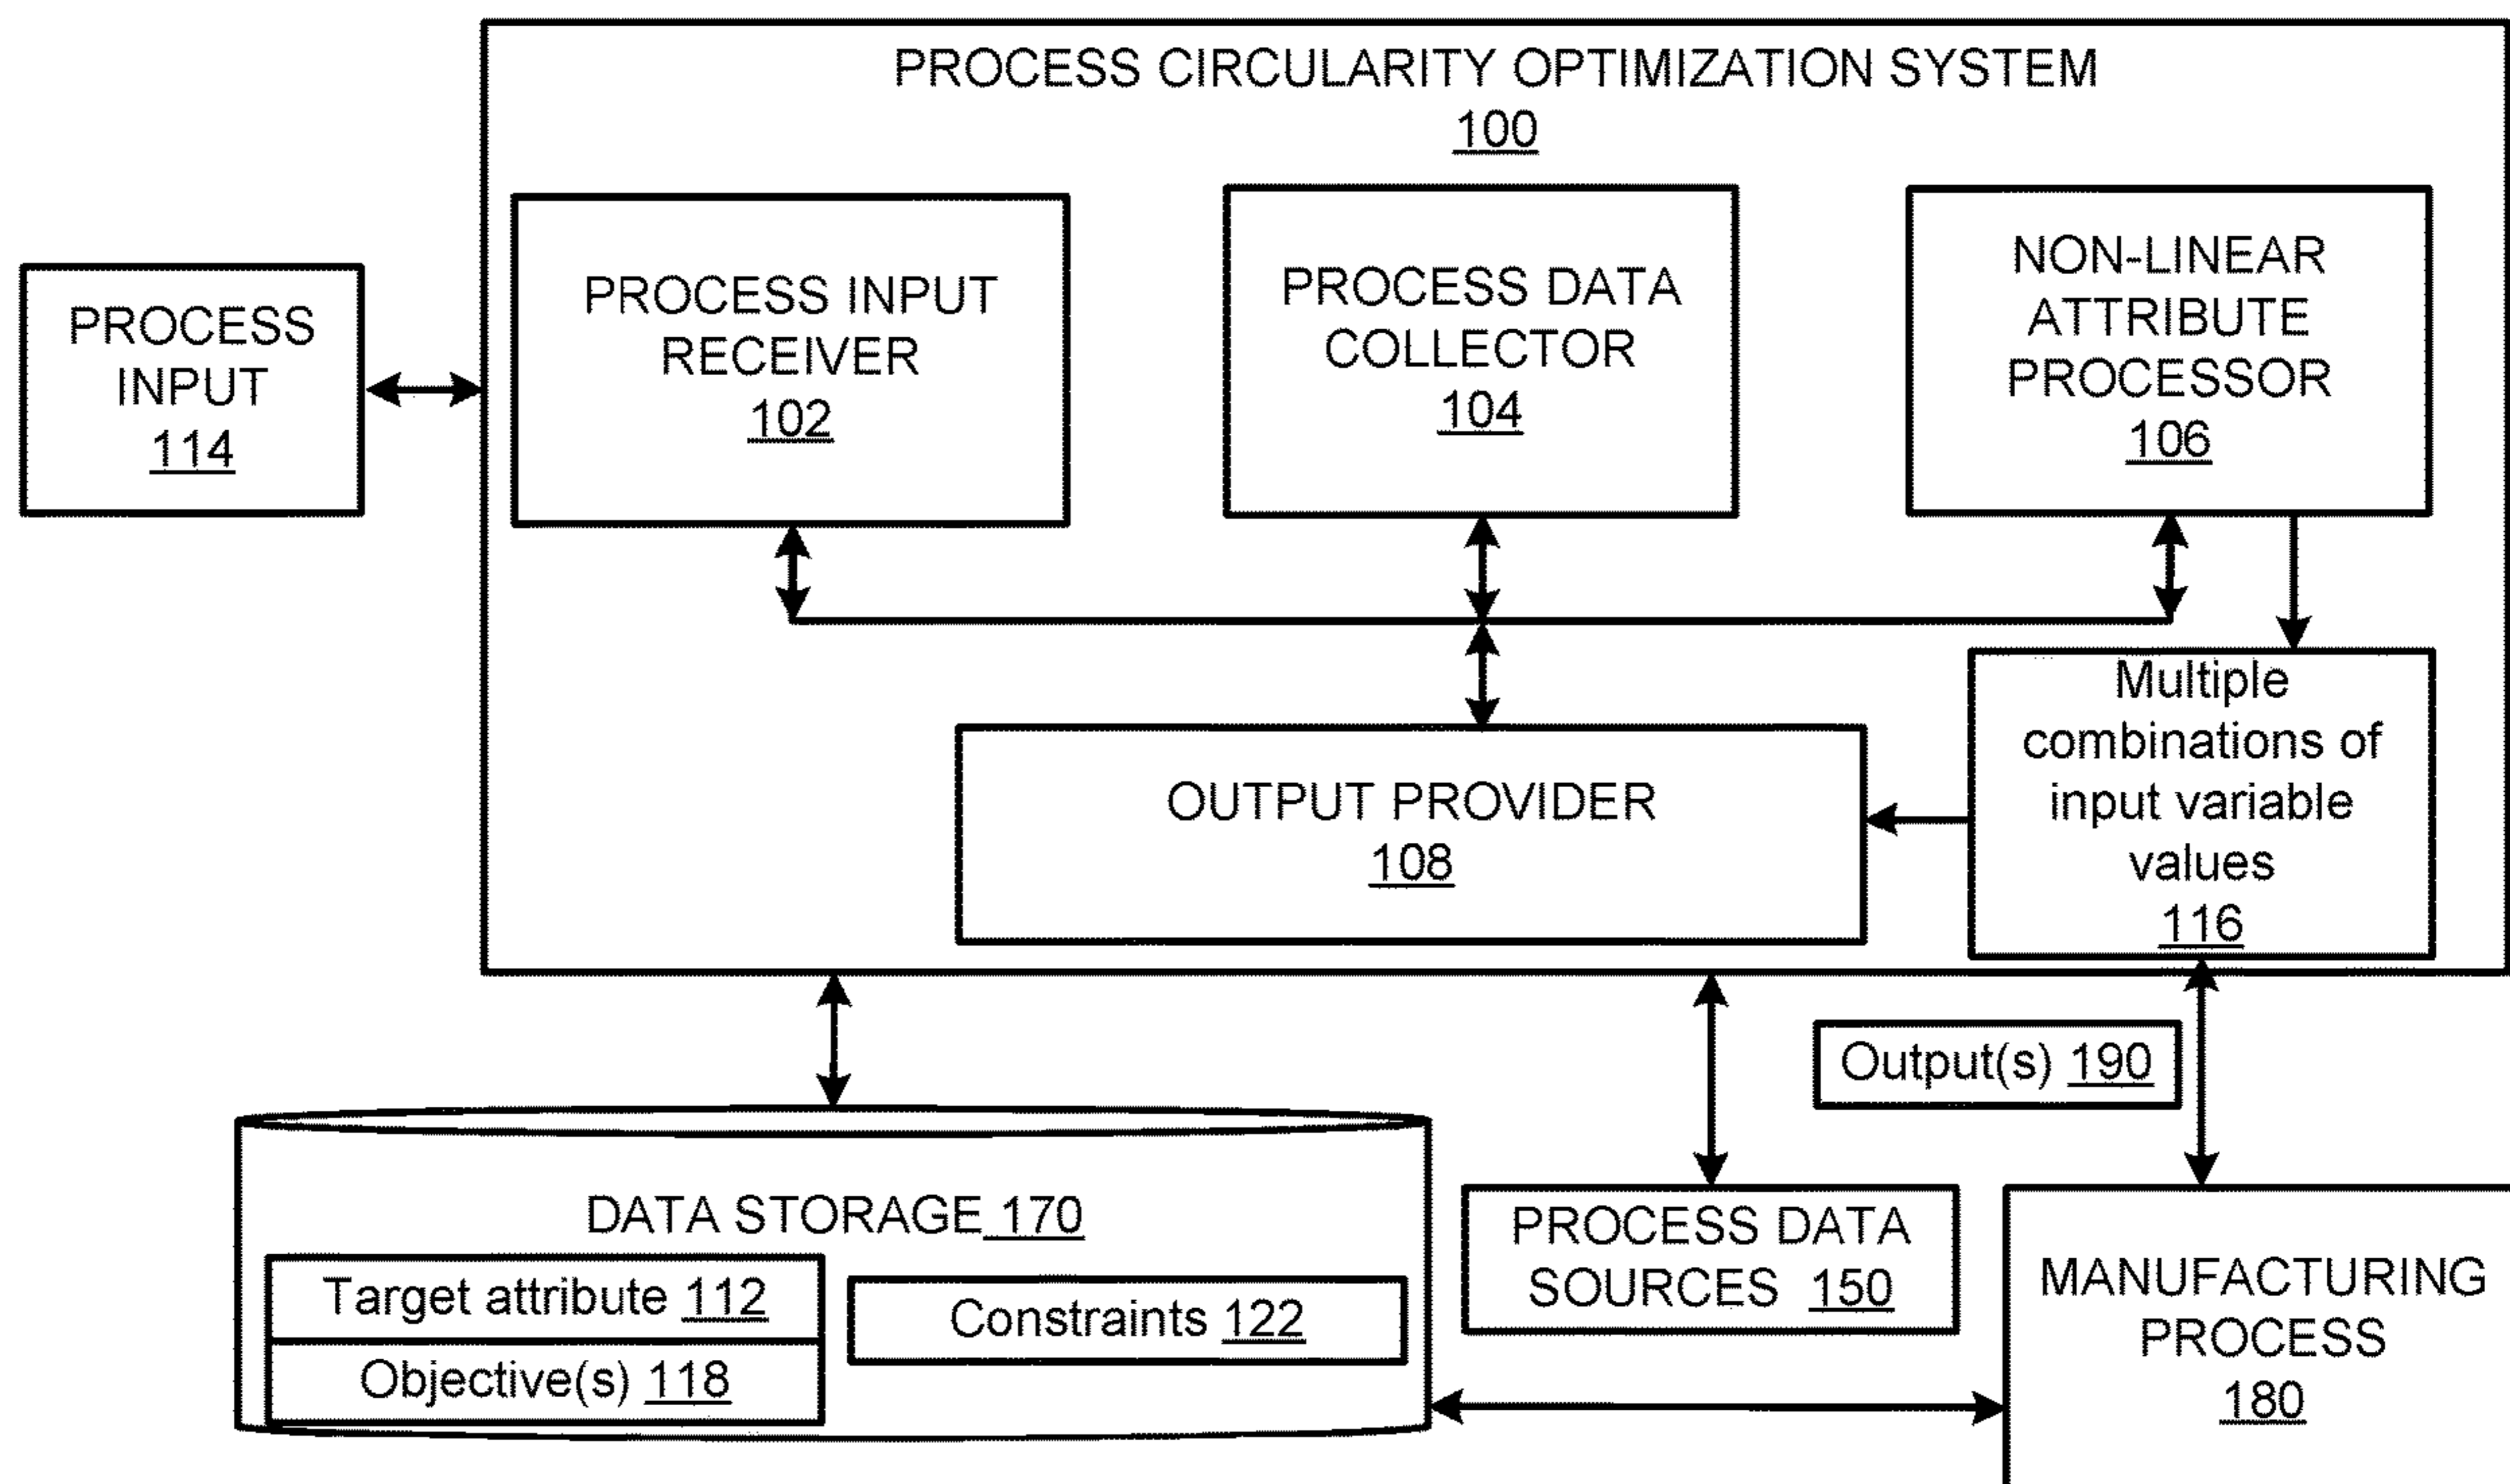 PROCESS CIRCULARITY OPTIMIZATION SYSTEM
100
PROCESS
INPUT
114
PROCESS INPUT
RECEIVER
102
PROCESS DATA
COLLECTOR
104
NON-LINEAR
ATTRIBUTE
PROCESSOR
106
OUTPUT PROVIDER
108
Multiple
combinations of
input variable
values
116
Output(s) 190
DATA STORAGE 170
Target attribute 112
Objective(s) 118
Constraints 122
PROCESS DATA
SOURCES 150
MANUFACTURING
PROCESS
180